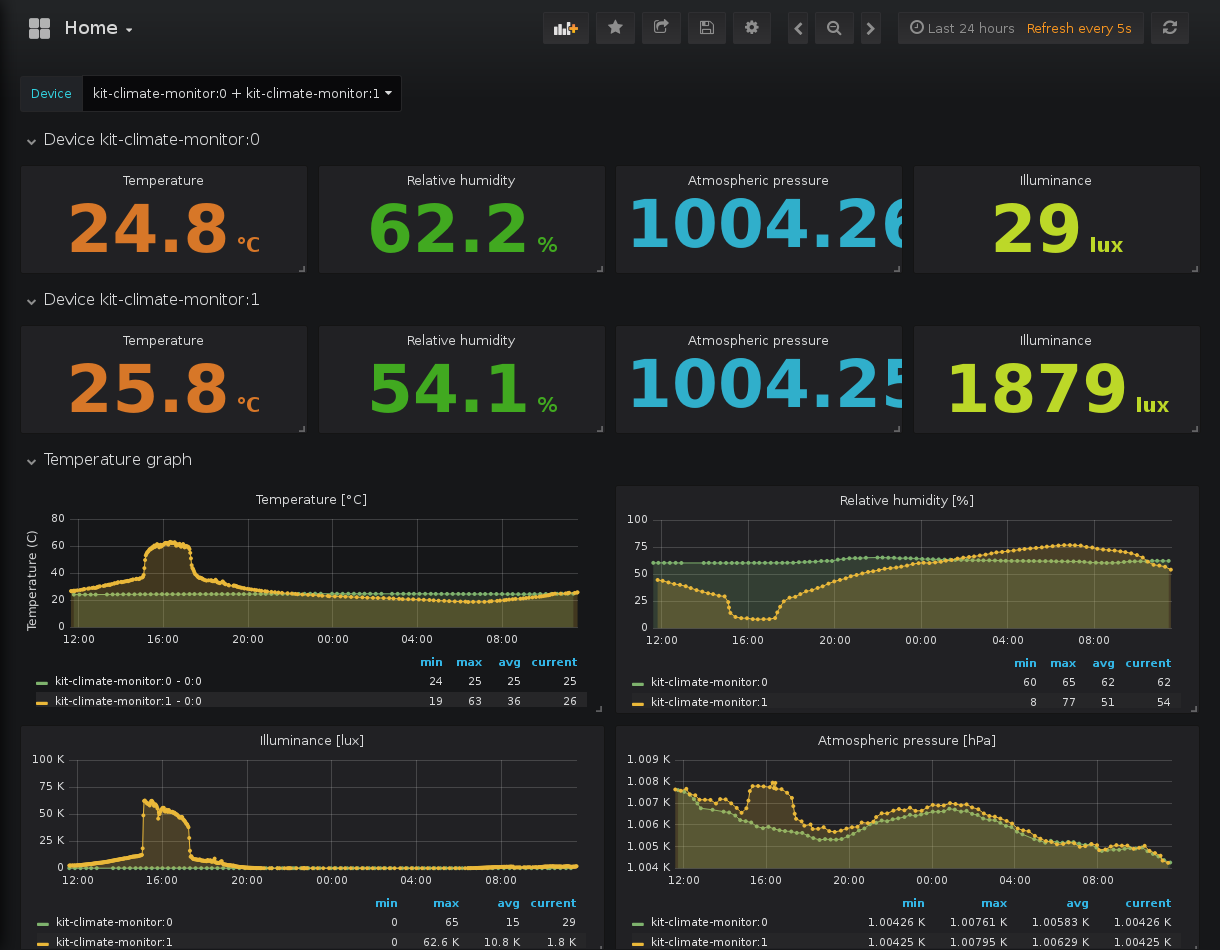 Home
Last 24 hours Refresh every 5s
Device kit-climate-monitor:0 + kit-climate-monitor:1
Device kit-climate-monitor:0
Temperature Relative humidity Atmospheric pressure Illuminance
24.8 °C 62.2 % 1004.26 29 lux
Device kit-climate-monitor:1
Temperature Relative humidity Atmospheric pressure Illuminance
25.8 °C 54.1 % 1004.25 1879 lux
Temperature graph
Temperature [°C]
Temperature (C)
80
60
40
20
0
12:00 16:00 20:00 00:00 04:00 08:00
min max avg current
kit-climate-monitor:0 - 0:0 24 25 25 25
kit-climate-monitor:1 - 0:0 19 63 36 26
Relative humidity [%]
100
75
50
25
0
12:00 16:00 20:00 00:00 04:00 08:00
min max avg current
kit-climate-monitor:0 60 65 62 62
kit-climate-monitor:1 8 77 51 54
Illuminance [lux]
100 K
75 K
50 K
25 K
0
12:00 16:00 20:00 00:00 04:00 08:00
min max avg current
kit-climate-monitor:0 0 65 15 29
kit-climate-monitor:1 0 62.6 K 10.8 K 1.8 K
Atmospheric pressure [hPa]
1.009 K
1.008 K
1.007 K
1.006 K
1.005 K
1.004 K
12:00 16:00 20:00 00:00 04:00 08:00
min max avg current
kit-climate-monitor:0 1.00426 K 1.00761 K 1.00583 K 1.00426 K
kit-climate-monitor:1 1.00425 K 1.00795 K 1.00629 K 1.00425 K